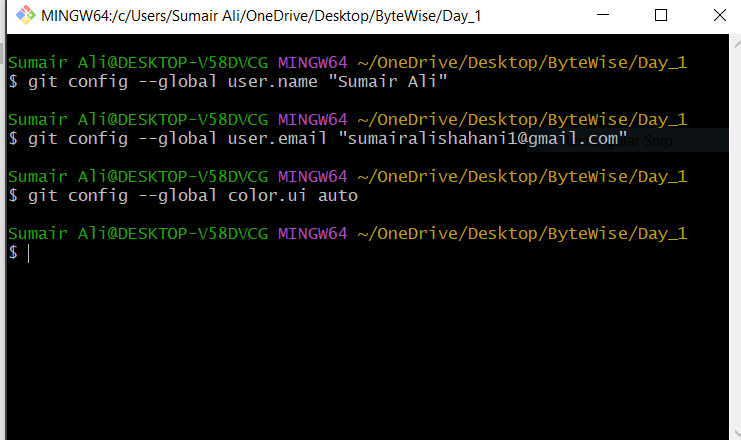 MINGW64:/c/Users/Sumair Ali/OneDrive/Desktop/ByteWise/Day_1
Sumair Ali@DESKTOP-V58DVCG MINGW64 ~/OneDrive/Desktop/ByteWise/Day_1
$ git config --global user.name "Sumair Ali"
Sumair Ali@DESKTOP-V58DVCG MINGW64 ~/OneDrive/Desktop/ByteWise/Day_1
$ git config --global user.email "sumairalishahani1@gmail.com"
Snip
Sumair Ali@DESKTOP-V58DVCG MINGW64 ~/OneDrive/Desktop/ByteWise/Day_1
$ git config --global color.ui auto
Sumair Ali@DESKTOP-V58DVCG MINGW64 ~/OneDrive/Desktop/ByteWise/Day_1
$